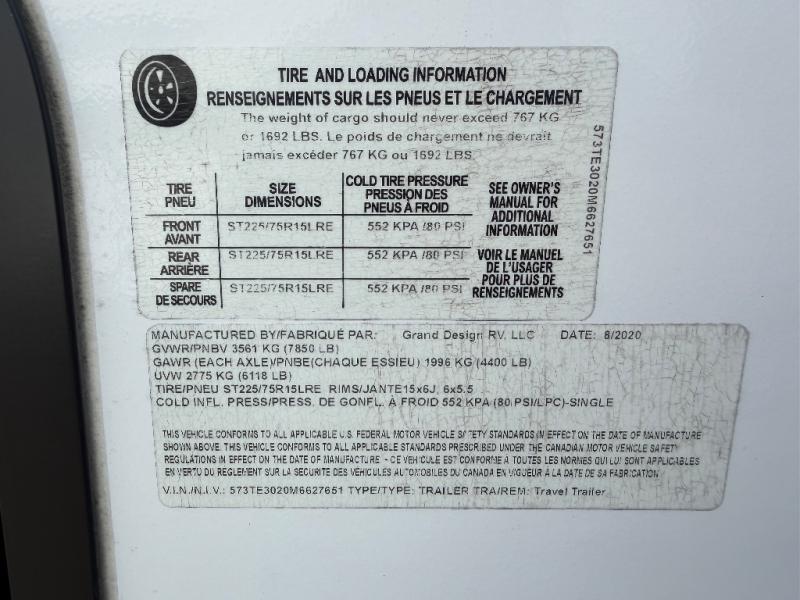 TIRE AND LOADING INFORMATION
RENSEIGNEMENTS SUR LES PNEUS ET LE CHARGEMENT
The weight of cargo should never exceed 767 KG
or 1692 LBS. Le poids de chargement ne devrait
jamais excéder 767 KG ou 1692 LBS.
TIRE PNEU SIZE DIMENSIONS COLD TIRE PRESSURE PRESSION DES PNEUS À FROID
FRONT AVANT ST225/75R15LRE 552 KPA /80 PSI
REAR ARRIÈRE ST225/75R15LRE 552 KPA /80 PSI
SPARE DE SECOURS ST225/75R15LRE 552 KPA /80 PSI
SEE OWNER'S
MANUAL FOR
ADDITIONAL
INFORMATION
VOIR LE MANUEL
DE L'USAGER
POUR PLUS DE
RENSEIGNEMENTS
573TE3020M6627651
MANUFACTURED BY/FABRIQUÉ PAR: Grand Design RV, LLC DATE: 8/2020
GVWR/PNBV 3561 KG (7850 LB)
GAWR (EACH AXLE)/PNBE(CHAQUE ESSIEU) 1996 KG (4400 LB)
UVW 2775 KG (6118 LB)
TIRE/PNEU ST225/75R15LRE RIMS/JANTE15x6J, 6x5.5
COLD INFL. PRESS/PRESS. DE GONFL. À FROID 552 KPA (80 PSI/LPC)-SINGLE
THIS VEHICLE CONFORMS TO ALL APPLICABLE U.S. FEDERAL MOTOR VEHICLE SAFETY STANDARDS IN EFFECT ON THE DATE OF MANUFACTURE
SHOWN ABOVE. THIS VEHICLE CONFORMS TO ALL APPLICABLE STANDARDS PRESCRIBED UNDER THE CANADIAN MOTOR VEHICLE SAFETY
REGULATIONS IN EFFECT ON THE DATE OF MANUFACTURE - CE VEHICULE EST CONFORME À TOUTES LES NORMES QUI LUI SONT APPLICABLES
EN VERTU DU REGLEMENT SUR LA SECURITE DES VÉHICULES AUTOMOBILES DU CANADA EN VIGUEUR A LA DATE DE SA FABRICATION
V.I.N./N.I.V.: 573TE3020M6627651 TYPE/TYPE: TRAILER TRA/REM: Travel Trailer